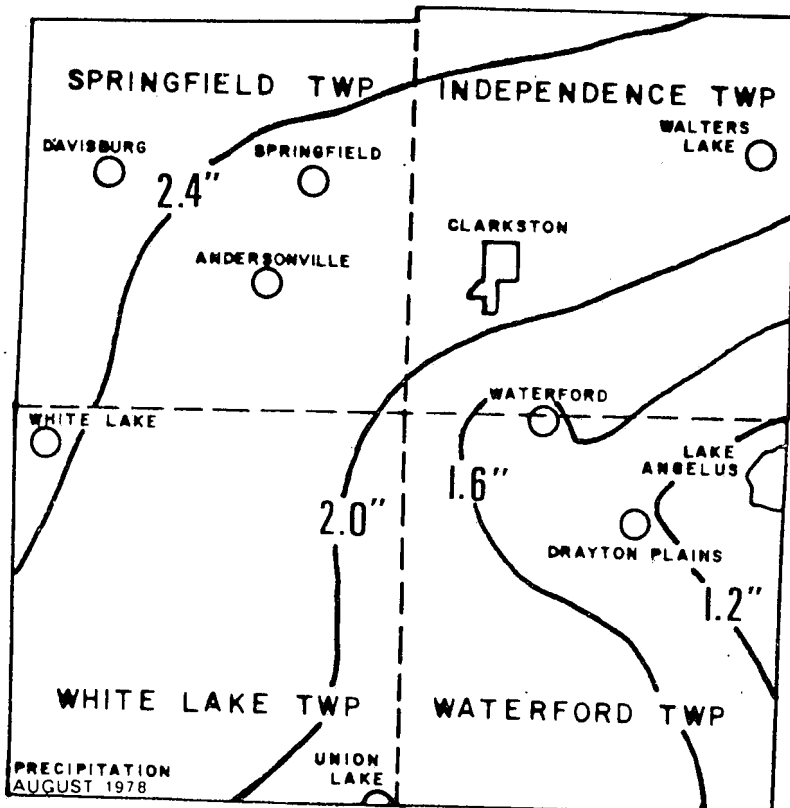 SPRINGFIELD TWP
INDEPENDENCE TWP
DAVISBURG
SPRINGFIELD
WALTERS
LAKE
2.4"
CLARKSTON
ANDERSONVILLE
WATERFORD
WHITE LAKE
LAKE
ANGELUS
1.6"
2.0"
DRAYTON PLAINS
1.2"
WHITE LAKE TWP
WATERFORD TWP
UNION
LAKE
PRECIPITATION
AUGUST 1978